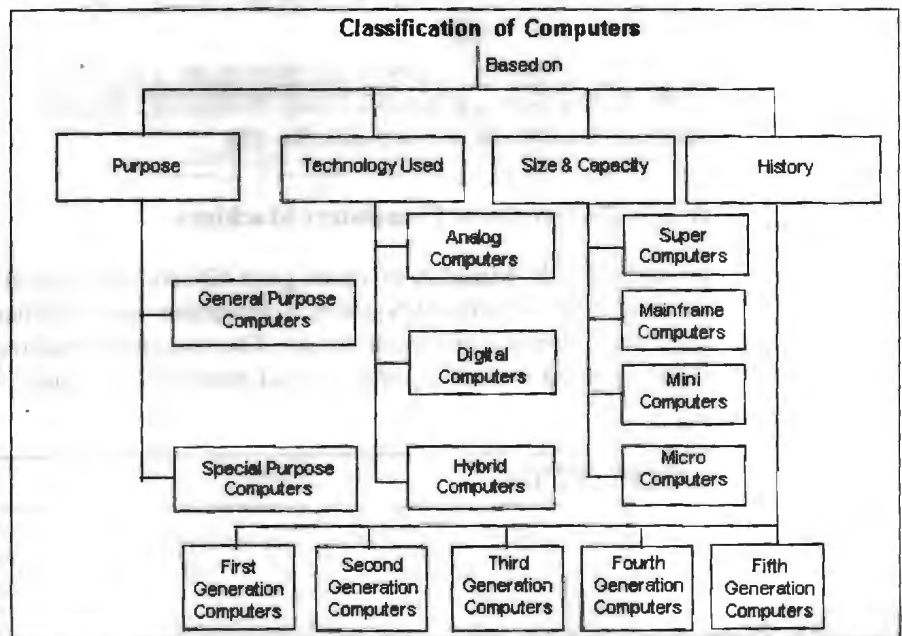 Classification of Computers
Based on
Purpose
Technology Used
Size & Capacity
History
General Purpose
Computers
Special Purpose
Computers
Analog
Computers
Digital
Computers
Hybrid
Computers
Super
Computers
Mainframe
Computers
Mini
Computers
Micro
Computers
First
Generation
Computers
Second
Generation
Computers
Third
Generation
Computers
Fourth
Generation
Computers
Fifth
Generation
Computers